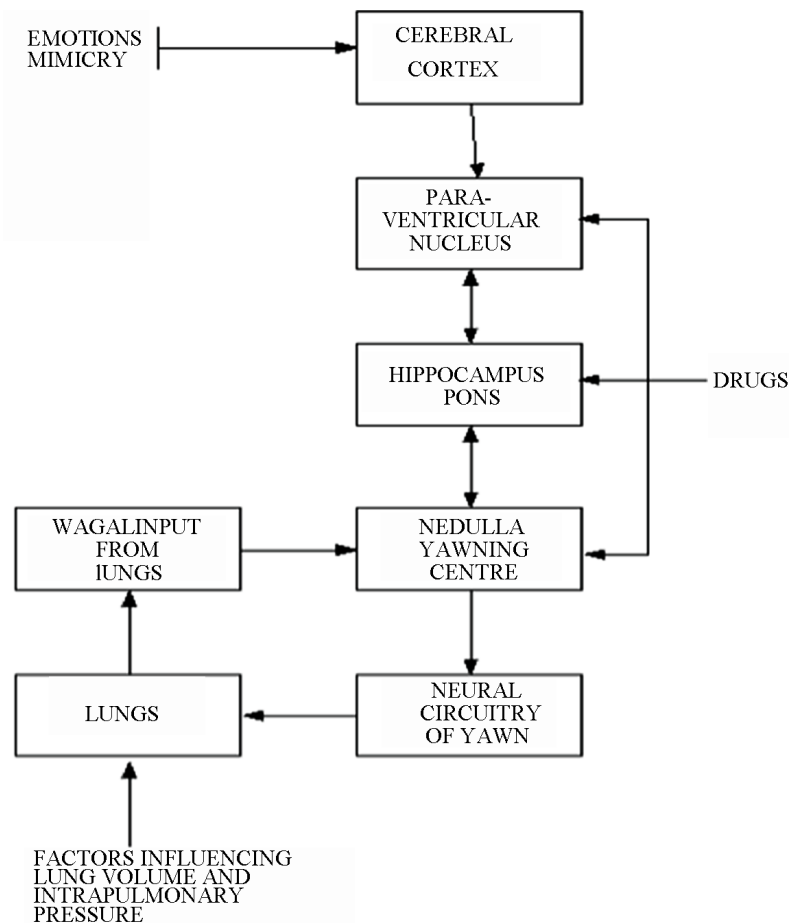 EMOTIONS
MIMICRY
CEREBRAL
CORTEX
PARA-
VENTRICULAR
NUCLEUS
HIPPOCAMPUS
PONS
DRUGS
WAGALINPUT
FROM
lUNGS
NEDULLA
YAWNING
CENTRE
LUNGS
NEURAL
CIRCUITRY
OF YAWN
FACTORS INFLUENCING
LUNG VOLUME AND
INTRAPULMONARY
PRESSURE